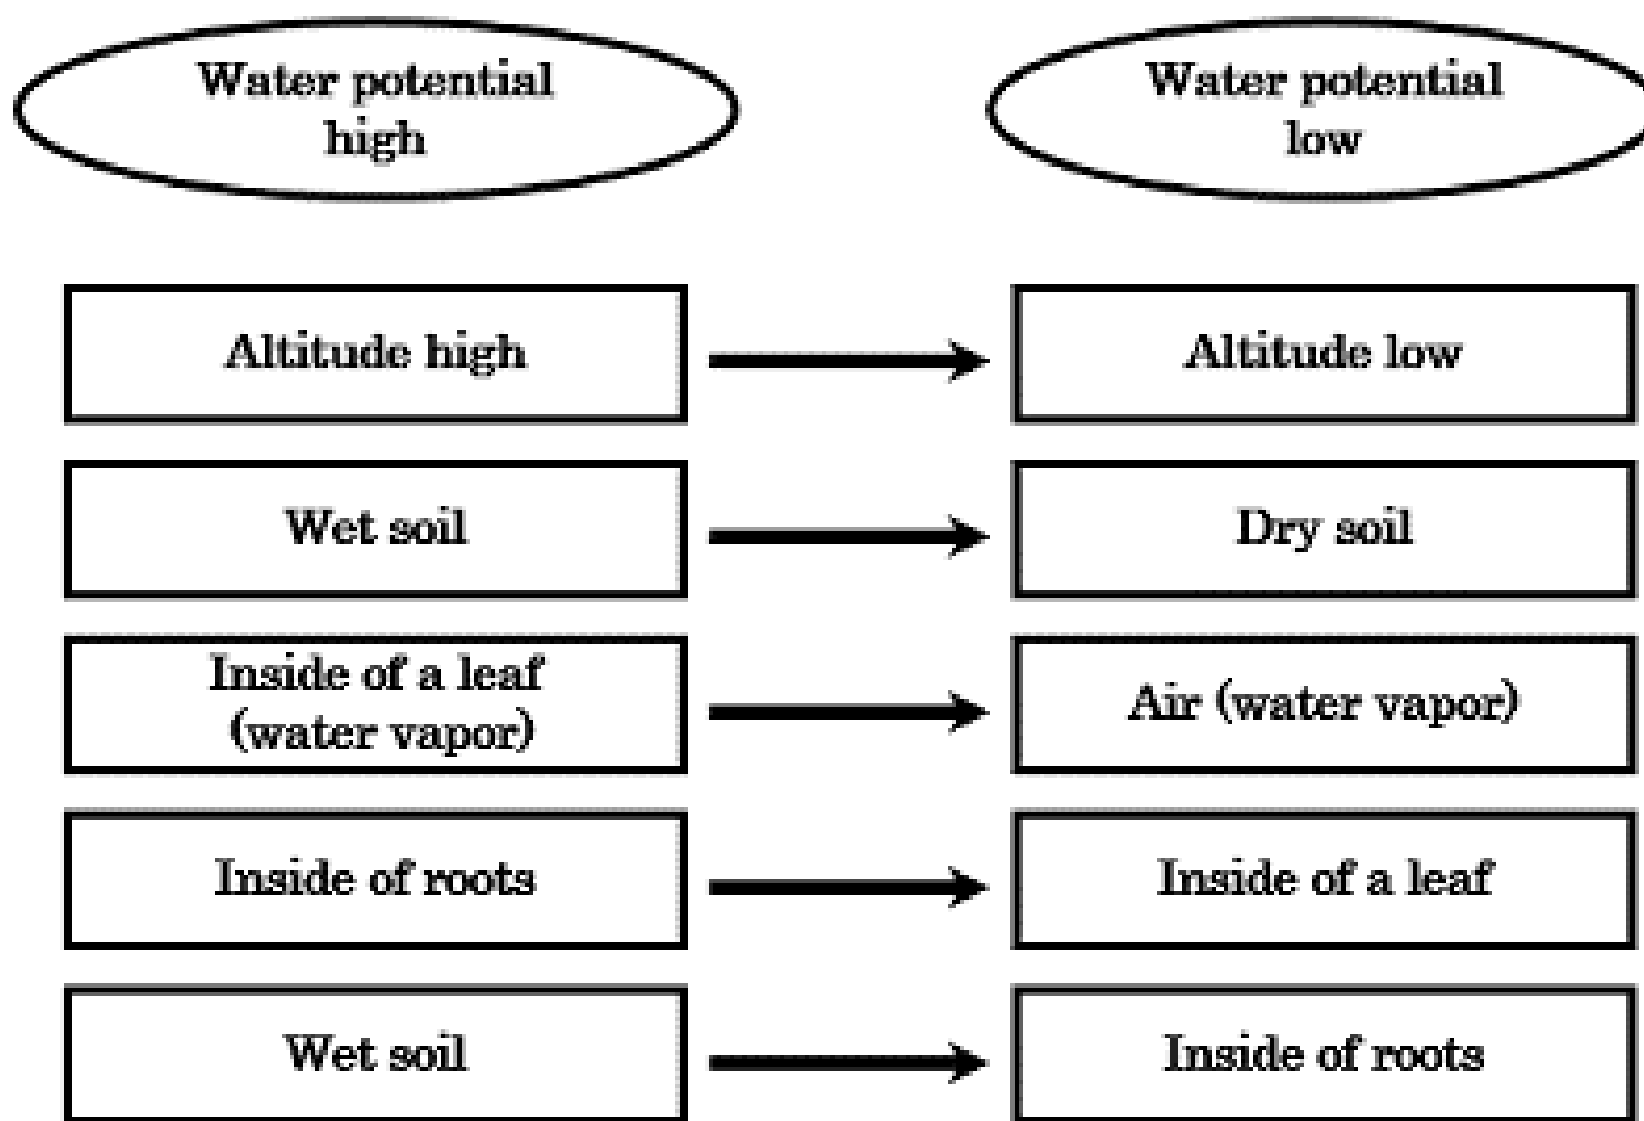 Water potential
high
Water potential
low
Altitude high
Altitude low
Wet soil
Dry soil
Inside of a leaf
(water vapor)
Air (water vapor)
Inside of roots
Inside of a leaf
Wet soil
Inside of roots